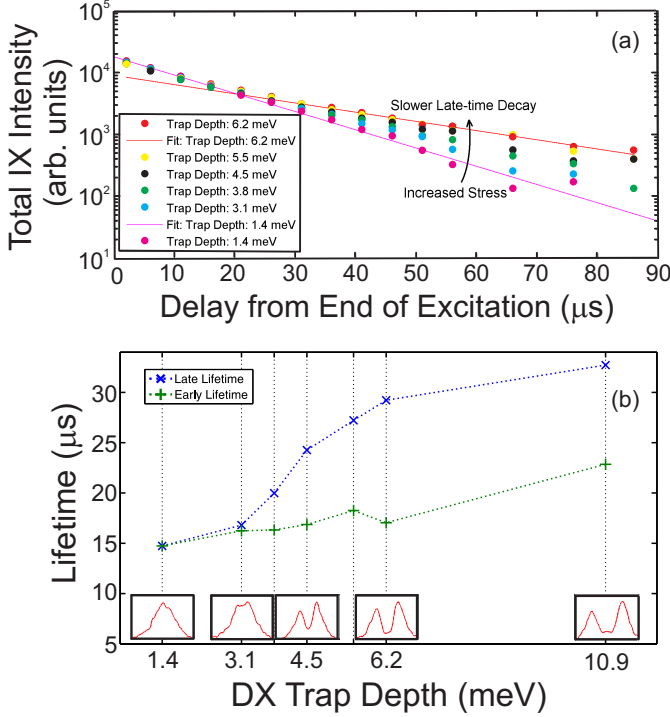 (a)
Total IX Intensity
(arb. units)
10^5
10^4
10^3
10^2
10^1
Slower Late-time Decay
Increased Stress
Trap Depth: 6.2 meV
Fit: Trap Depth: 6.2 meV
Trap Depth: 5.5 meV
Trap Depth: 4.5 meV
Trap Depth: 3.8 meV
Trap Depth: 3.1 meV
Fit: Trap Depth: 1.4 meV
Trap Depth: 1.4 meV
0 10 20 30 40 50 60 70 80 90
Delay from End of Excitation (μs)
(b)
Late Lifetime
Early Lifetime
Lifetime (μs)
30
25
20
15
10
5
1.4 3.1 4.5 6.2 10.9
DX Trap Depth (meV)